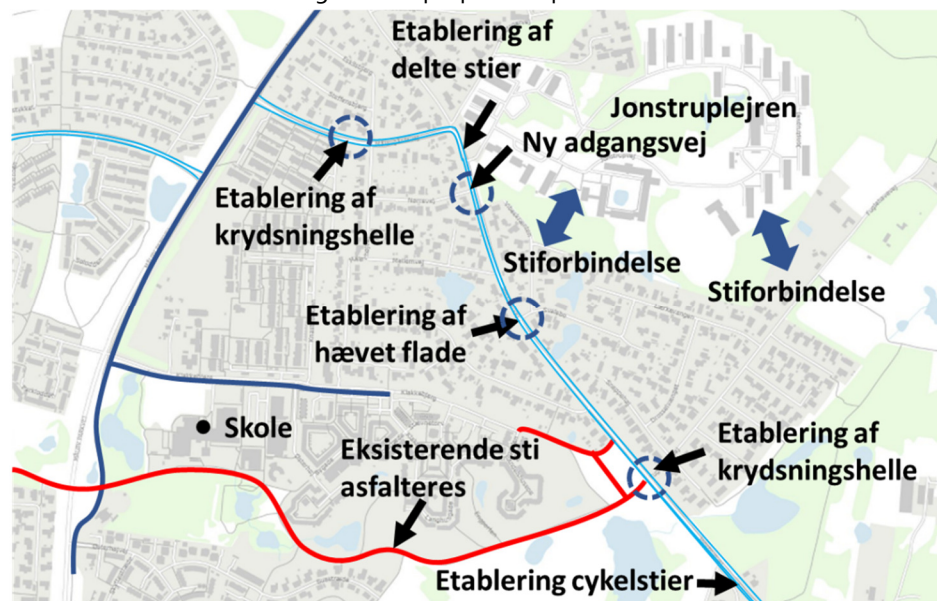 Etablering af
delte stier
Jonstruplejren
Ny adgangsvej
Etablering af
krydsningshelle
Stiforbindelse
Stiforbindelse
Etablering af
hævet flade
Skole
Eksisterende sti
asfalteres
Etablering af
krydsningshelle
Etablering cykelstier